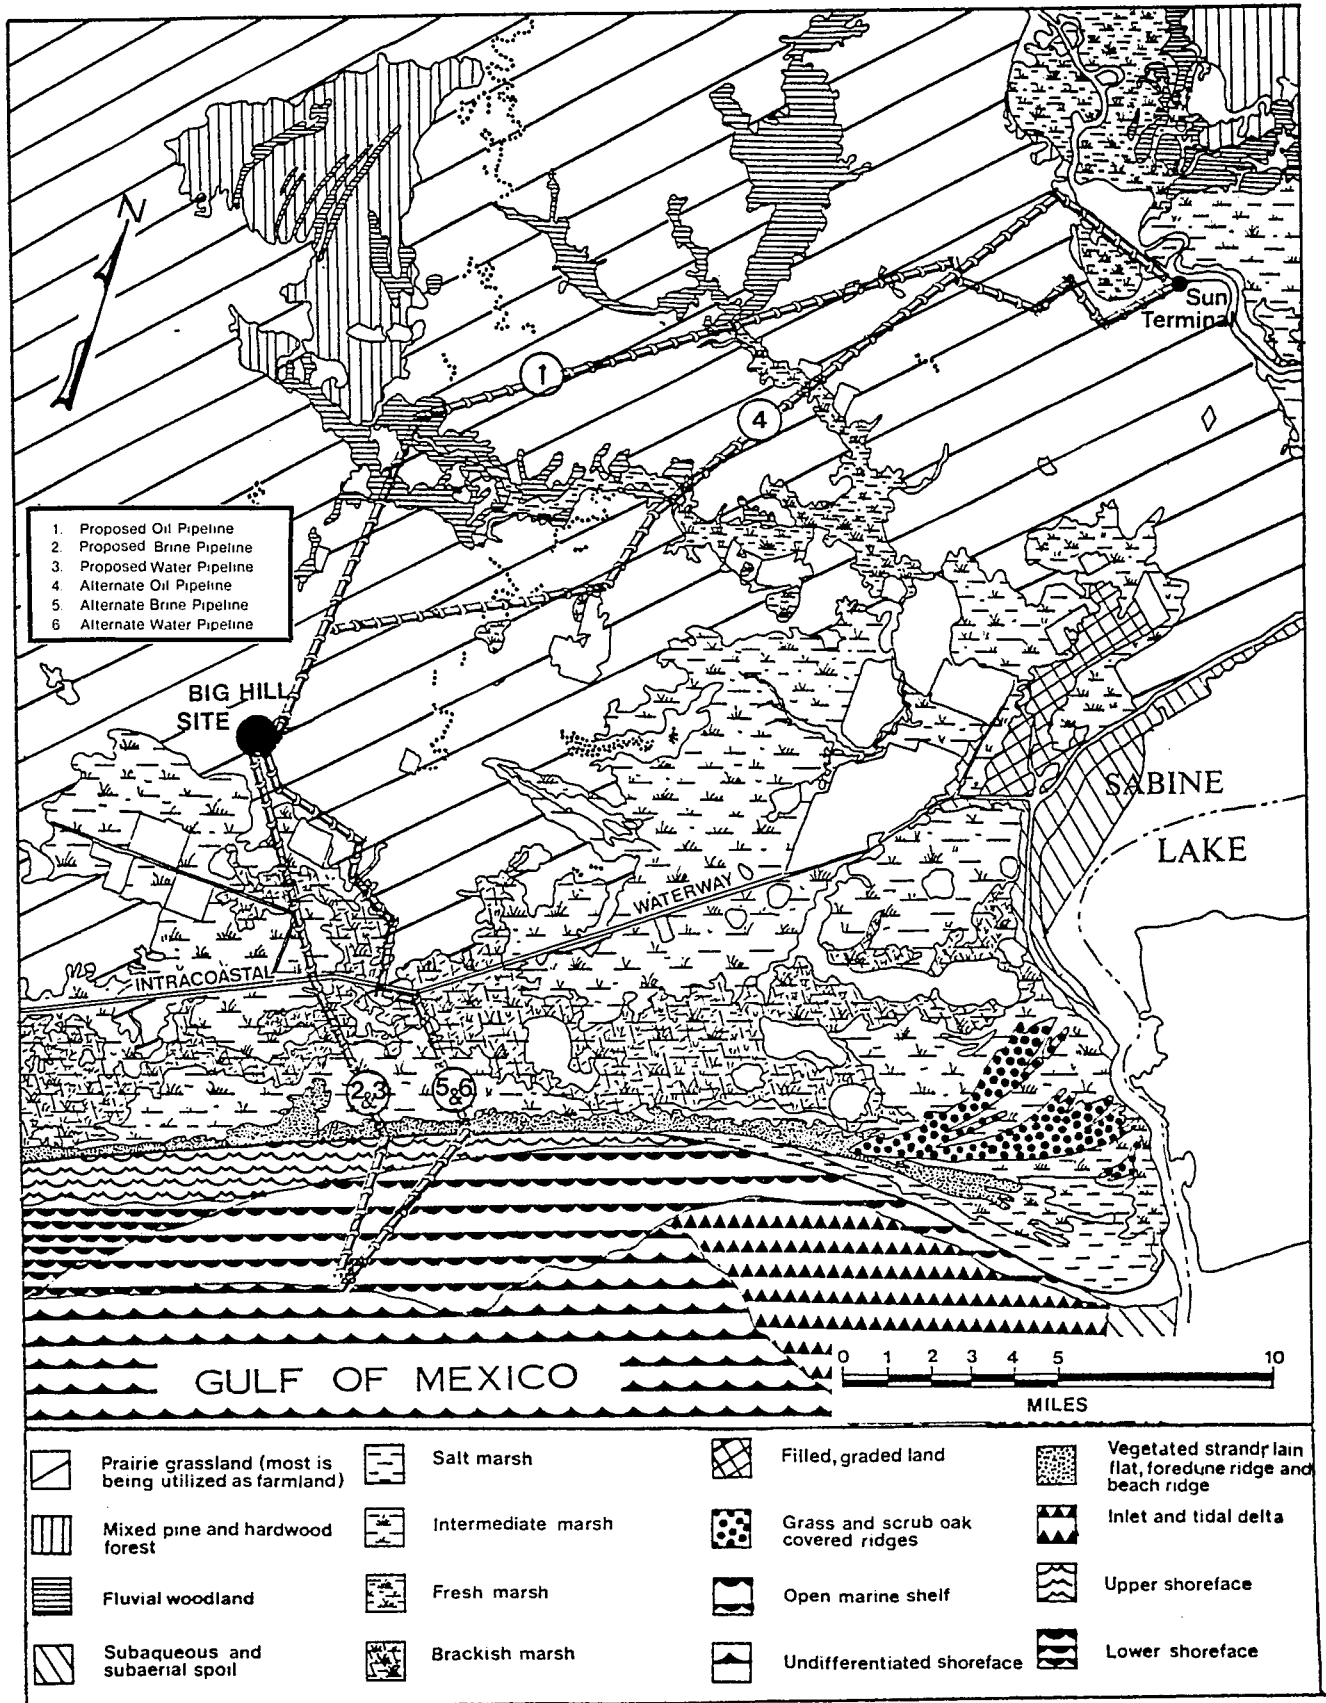 N
1
4
Sun
Terminal
1. Proposed Oil Pipeline
2. Proposed Brine Pipeline
3. Proposed Water Pipeline
4 Alternate Oil Pipeline
5. Alternate Brine Pipeline
6 Alternate Water Pipeline
BIG HILL
SITE
SABINE
LAKE
WATERWAY
INTRACOASTAL
2&3
5&6
GULF OF MEXICO
0 1 2 3 4 5 10
MILES
Prairie grassland (most is
being utilized as farmland)
Mixed pine and hardwood
forest
Fluvial woodland
Subaqueous and
subaerial spoil
Salt marsh
Intermediate marsh
Fresh marsh
Brackish marsh
Filled, graded land
Grass and scrub oak
covered ridges
Open marine shelf
Undifferentiated shoreface
Vegetated strandplain
flat, foredune ridge and
beach ridge
Inlet and tidal delta
Upper shoreface
Lower shoreface